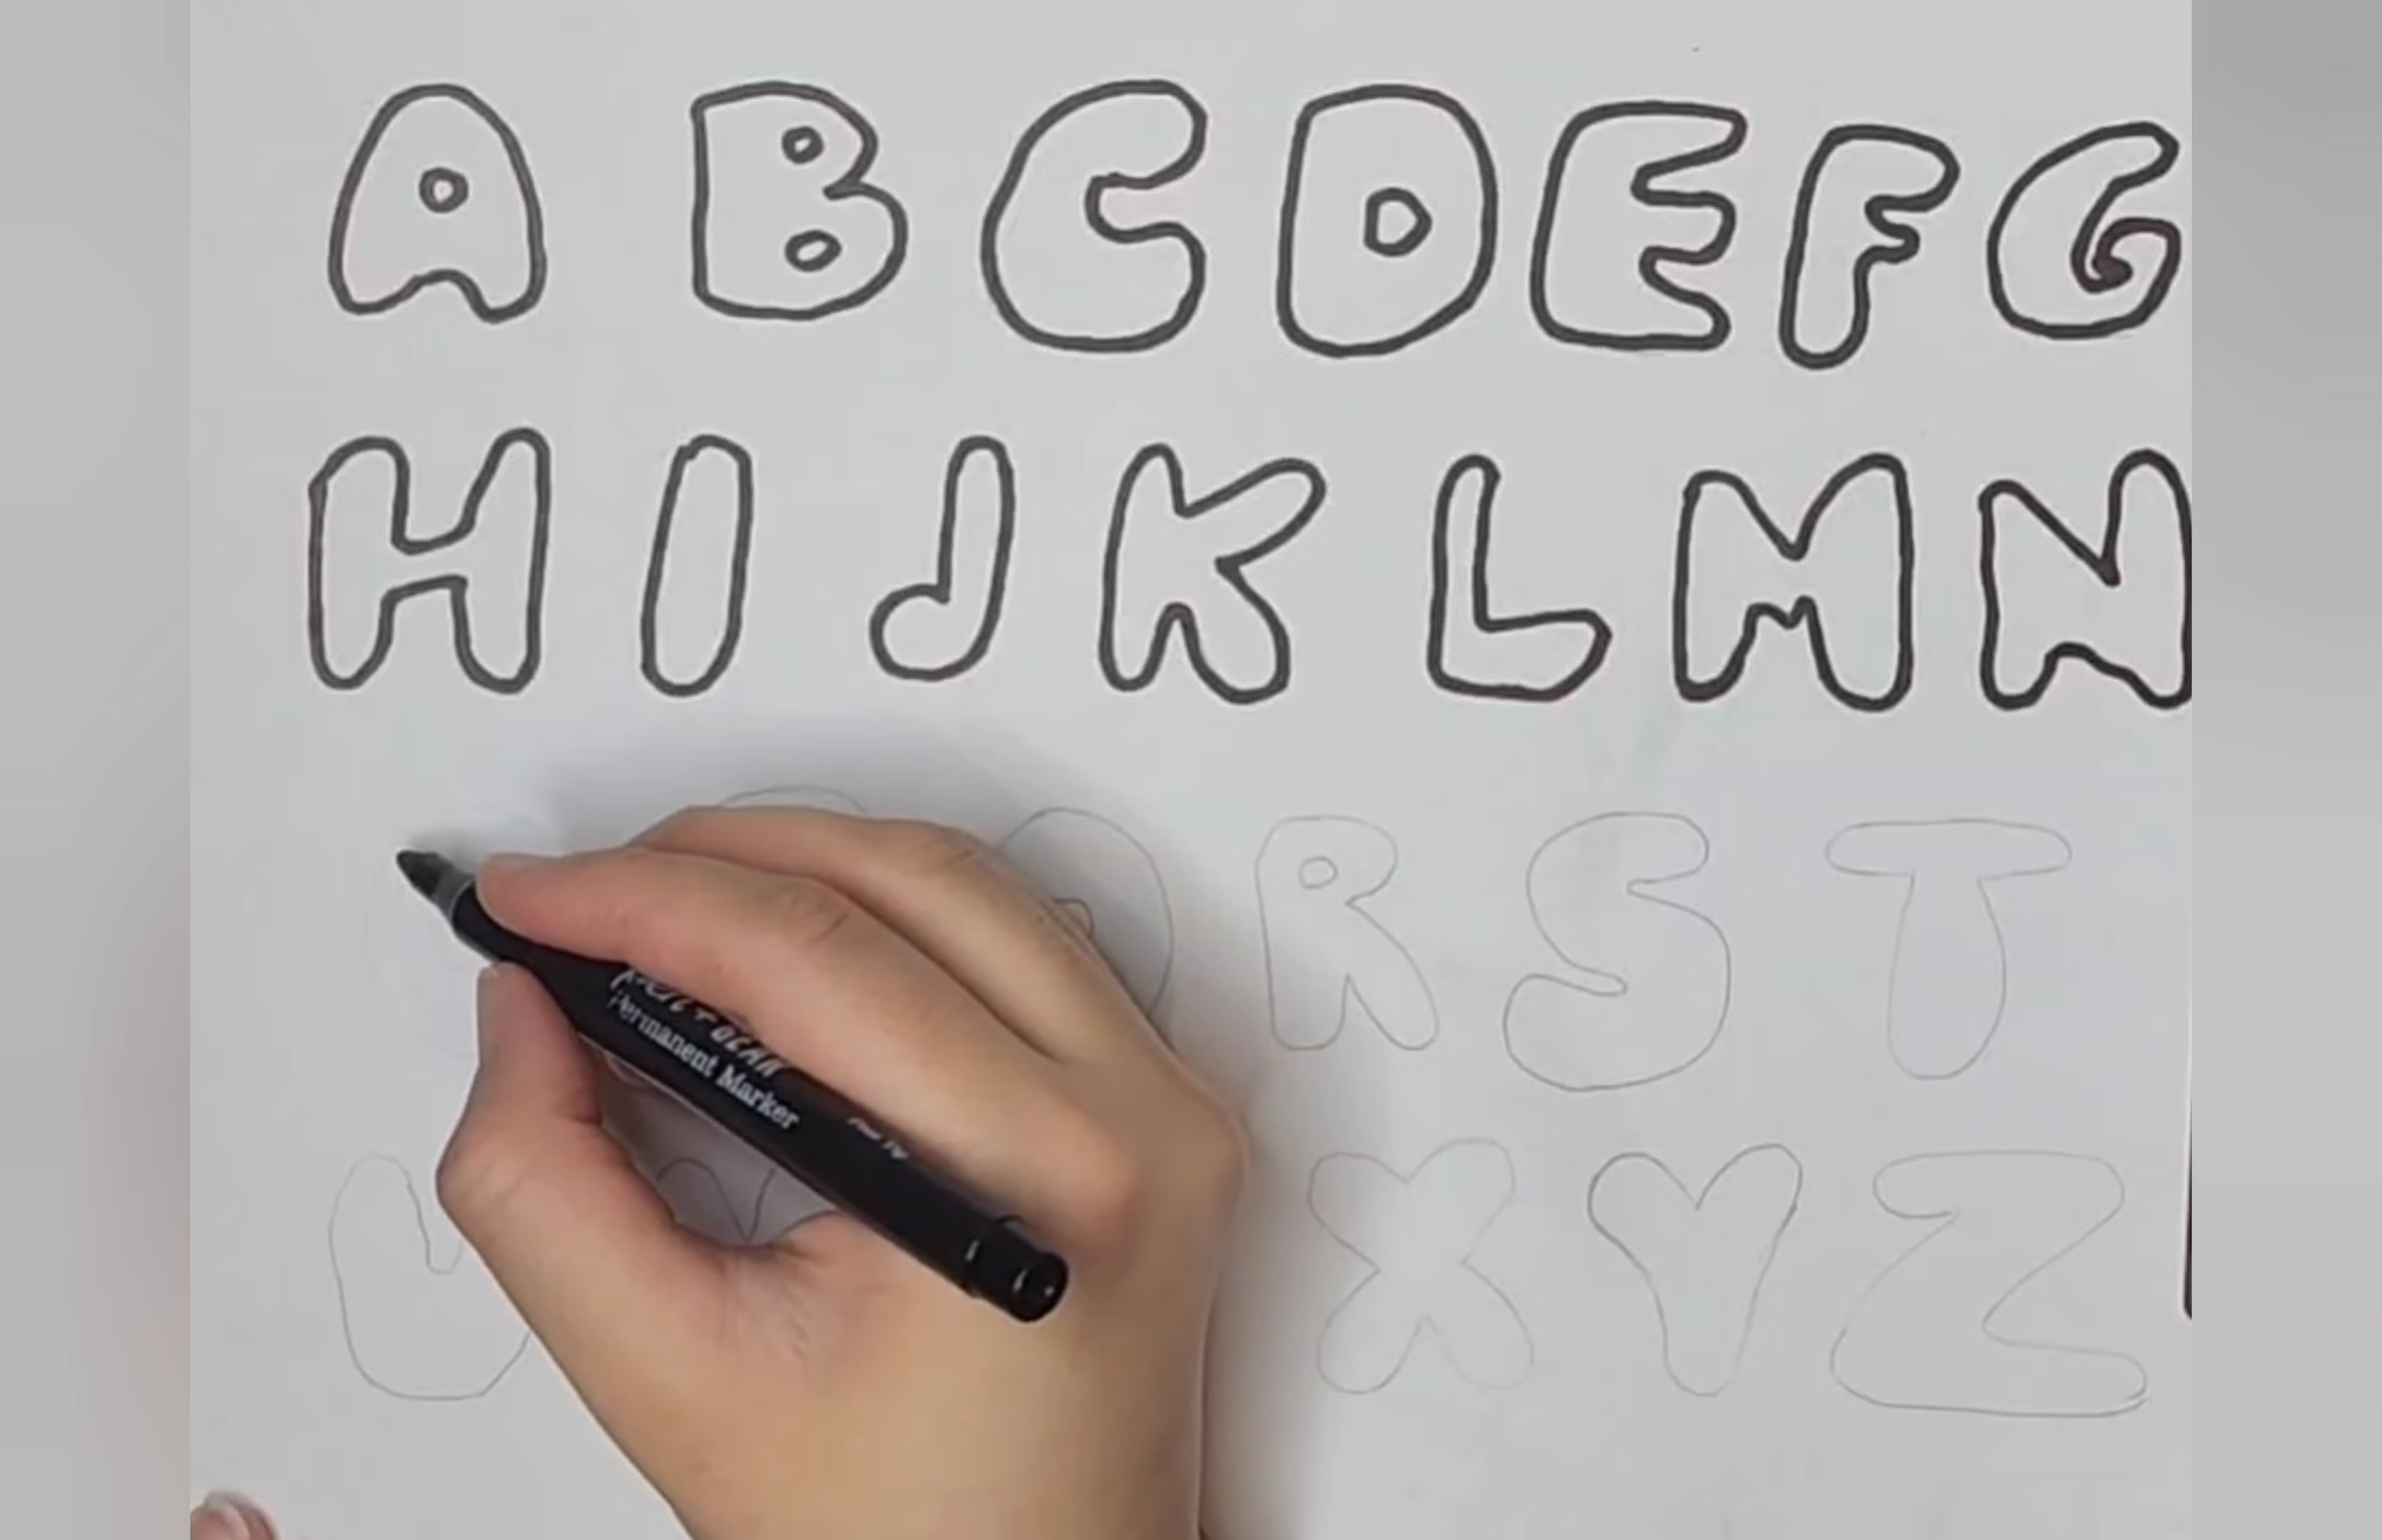 A B C D E F G
H I J K L M N
Q R S T
U X Y Z
Permanent Marker